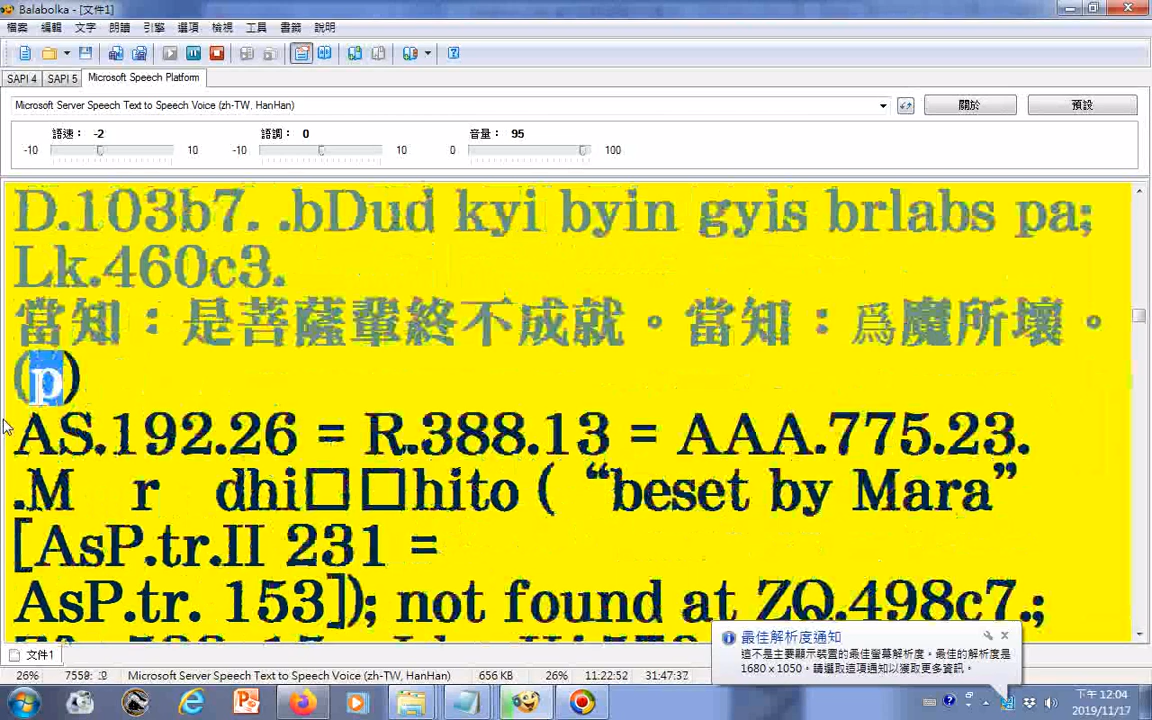 Balabolka - [文件1]
檔案 編輯 文字 朗讀 引擎 選項 檢視 工具 書籤 說明
SAPI 4 SAPI 5 Microsoft Speech Platform
Microsoft Server Speech Text to Speech Voice (zh-TW, HanHan) 關於 預設
語速： -2 語調： 0 音量： 95
-10 10 -10 10 0 100
D.103b7. .bDud kyi byin gyis brlabs pa;
Lk.460c3.
當知：是菩薩輩終不成就。當知：爲魔所壞。
(p)
AS.192.26 = R.388.13 = AAA.775.23.
.M r dhi□□hito ( “beset by Mara”
[AsP.tr.II 231 =
AsP.tr. 153]); not found at ZQ.498c7.;
最佳解析度通知
這不是主要顯示裝置的最佳螢幕解析度。最佳的解析度是
1680 x 1050。請選取這項通知以獲取更多資訊。
文件1
26% Microsoft Server Speech Text to Speech Voice (zh-TW, HanHan) 656 KB 26% 11:22:52 31:47:37
下午 12:04
2019/11/17